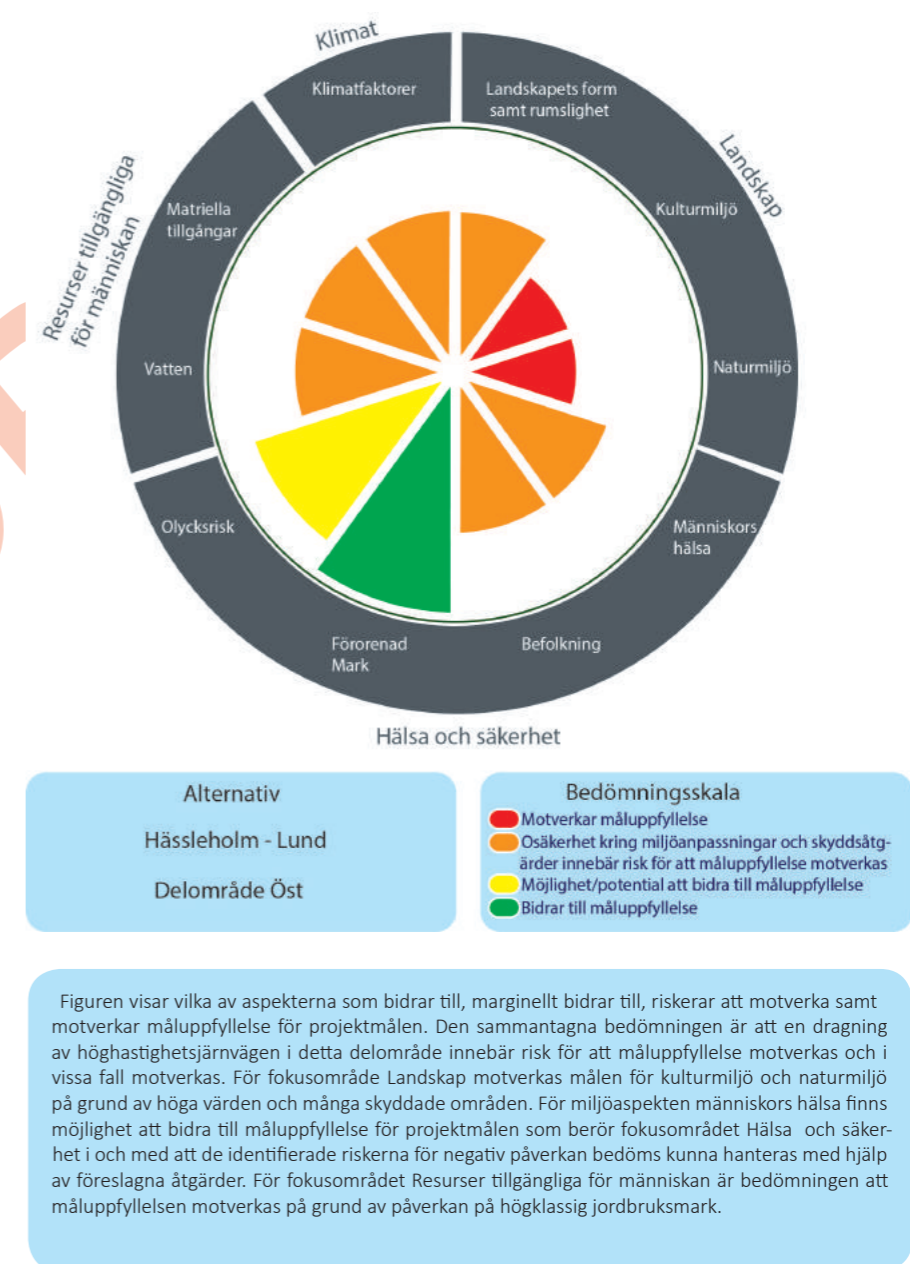 Klimat
Klimatfaktorer
Landskapets form
samt rumslighet
Landskap
Kulturmiljö
Naturmiljö
Resurser tillgängliga
för människan
Matriella
tillgångar
Vatten
Olycksrisk
Människors
hälsa
Förorenad
Mark
Befolkning
Hälsa och säkerhet
Alternativ
Hässleholm - Lund
Delområde Öst
Bedömningsskala
Motverkar måluppfyllelse
Osäkerhet kring miljöanpassningar och skyddsåtg-
ärder innebär risk för att måluppfyllelse motverkas
Möjlighet/potential att bidra till måluppfyllelse
Bidrar till måluppfyllelse
Figuren visar vilka av aspekterna som bidrar till, marginellt bidrar till, riskerar att motverka samt
motverkar måluppfyllelse för projektmålen. Den sammantagna bedömningen är att en dragning
av höghastighetsjärnvägen i detta delområde innebär risk för att måluppfyllelse motverkas och i
vissa fall motverkas. För fokusområde Landskap motverkas målen för kulturmiljö och naturmiljö
på grund av höga värden och många skyddade områden. För miljöaspekten människors hälsa finns
möjlighet att bidra till måluppfyllelse för projektmålen som berör fokusområdet Hälsa och säker-
het i och med att de identifierade riskerna för negativ påverkan bedöms kunna hanteras med hjälp
av föreslagna åtgärder. För fokusområdet Resurser tillgängliga för människan är bedömningen att
måluppfyllelsen motverkas på grund av påverkan på högklassig jordbruksmark.